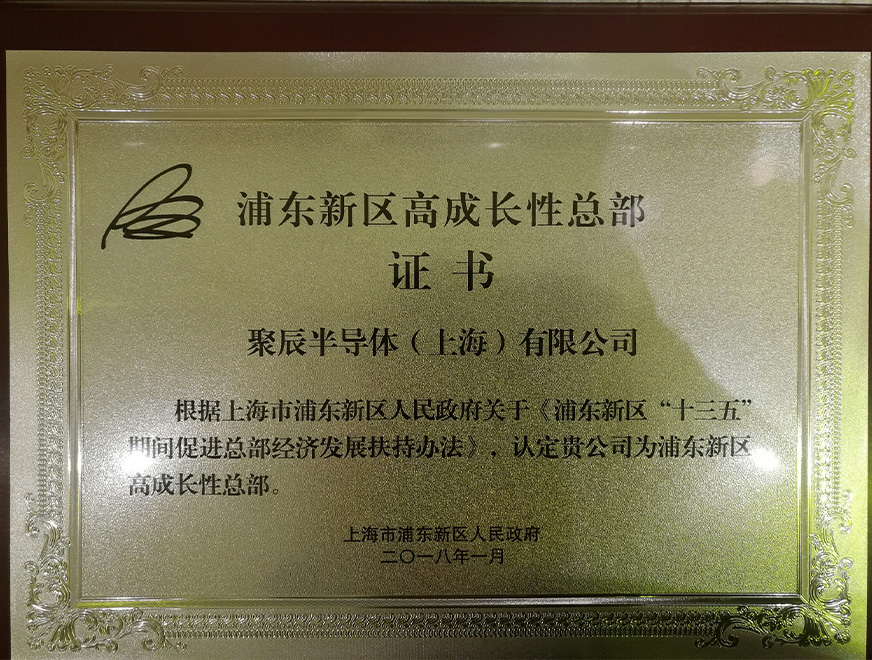 浦东新区高成长性总部
证书
聚辰半导体（上海）有限公司
根据上海市浦东新区人民政府关于《浦东新区“十三五”
期间促进总部经济发展扶持办法》，认定贵公司为浦东新区
高成长性总部。
上海市浦东新区人民政府
二〇一八年一月